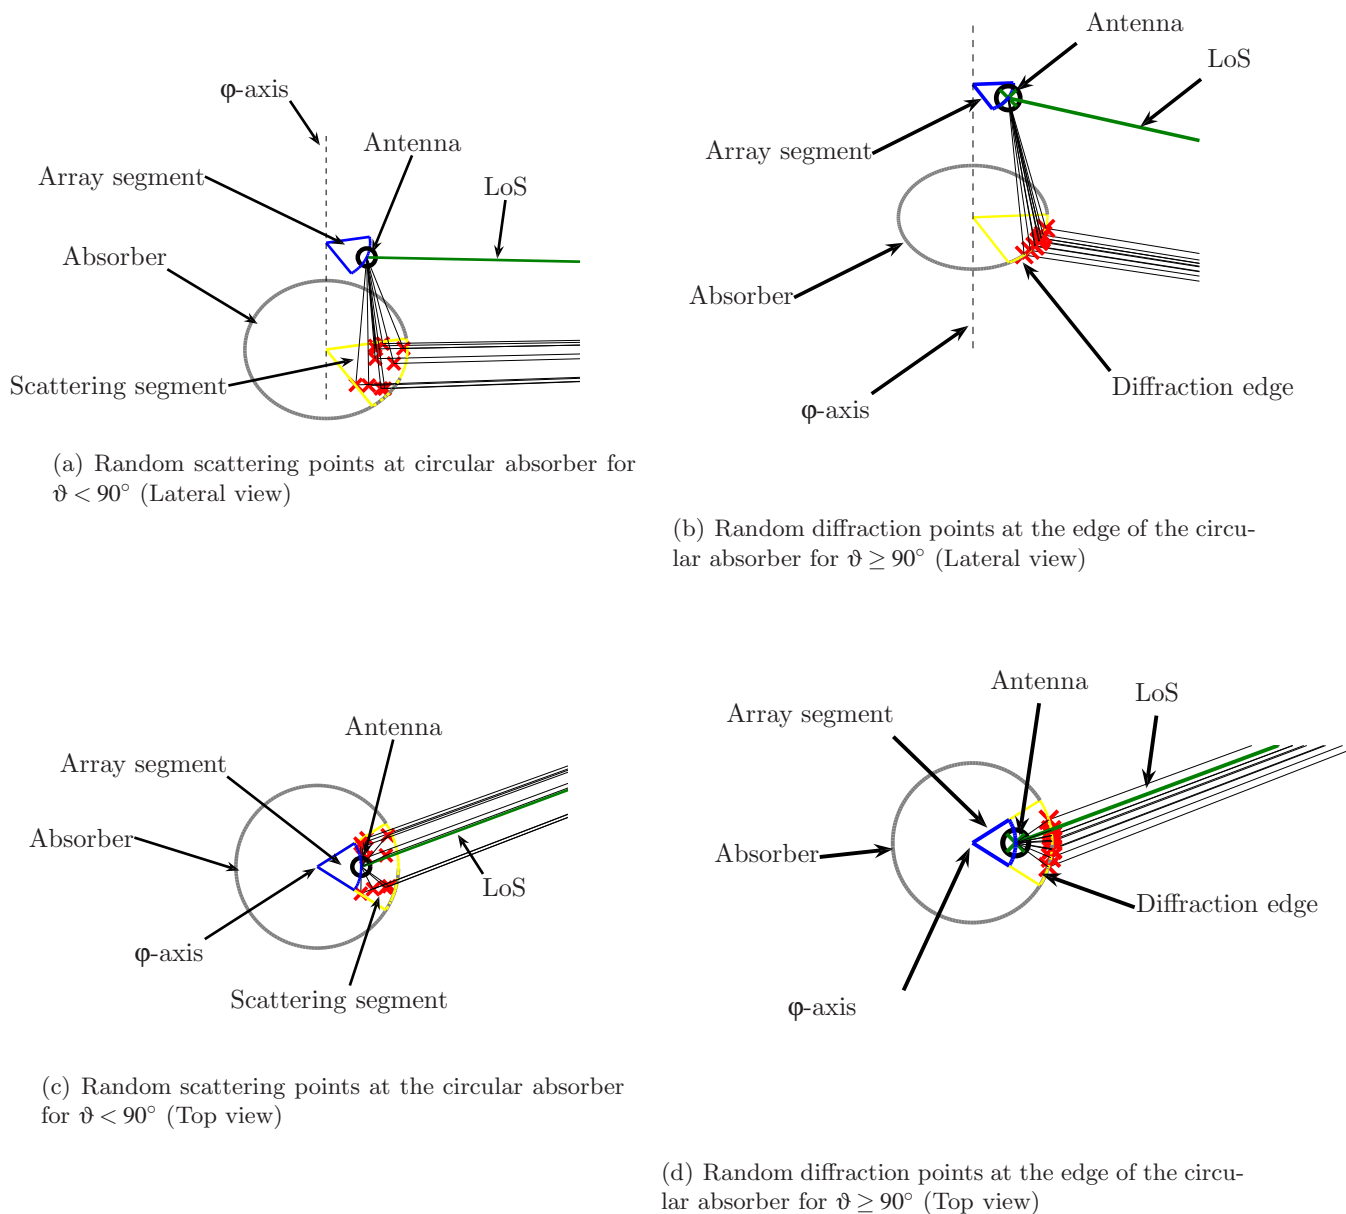 φ-axis
Antenna
Array segment
LoS
Absorber
Scattering segment
(a) Random scattering points at circular absorber for
ϑ < 90° (Lateral view)
Antenna
LoS
Array segment
Absorber
Diffraction edge
φ-axis
(b) Random diffraction points at the edge of the circu-
lar absorber for ϑ ≥ 90° (Lateral view)
Antenna
Array segment
Absorber
LoS
φ-axis
Scattering segment
(c) Random scattering points at the circular absorber
for ϑ < 90° (Top view)
Antenna
LoS
Array segment
Absorber
Diffraction edge
φ-axis
(d) Random diffraction points at the edge of the circu-
lar absorber for ϑ ≥ 90° (Top view)